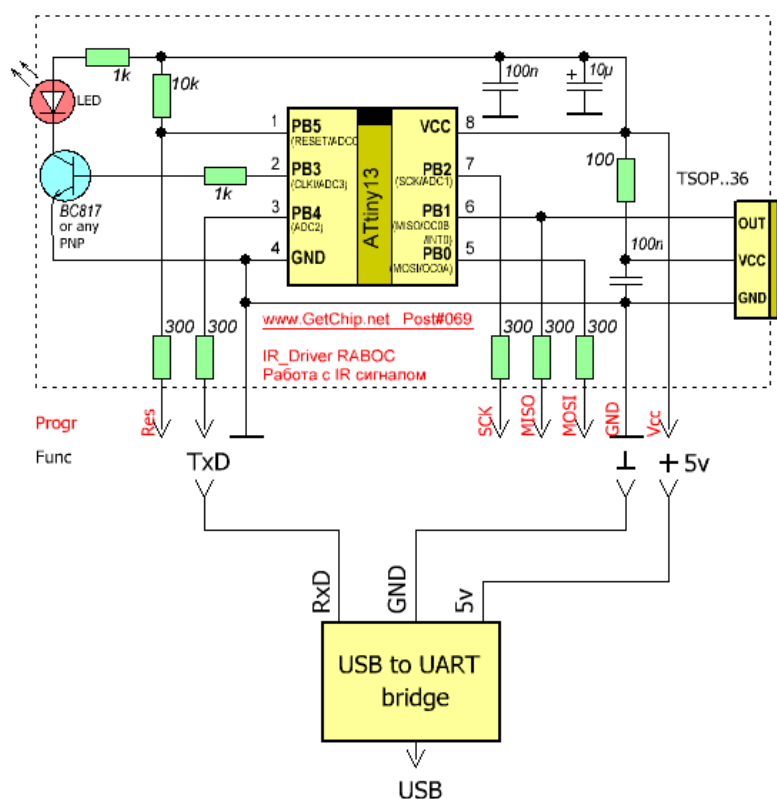 1k
10k
LED
100n
+ 10µ
1 PB5
(RESET/ADC0
VCC 8
2 PB3
(CLKI/ADC3)
PB2 7
(SCK/ADC1)
3 PB4
(ADC2)
PB1 6
(MISO/OC0B
/INT0)
4 GND
PB0 5
(MOSI/OC0A)
ATtiny13
1k
BC817
or any
PNP
100
100n
TSOP..36
OUT
VCC
GND
www.GetChip.net Post#069
IR_Driver RABOC
Работа с IR сигналом
300
300
300
300
300
Progr
Res
SCK
MISO
MOSI
GND
Vcc
Func
TxD
⊥
+ 5v
RxD
GND
5v
USB to UART
bridge
USB